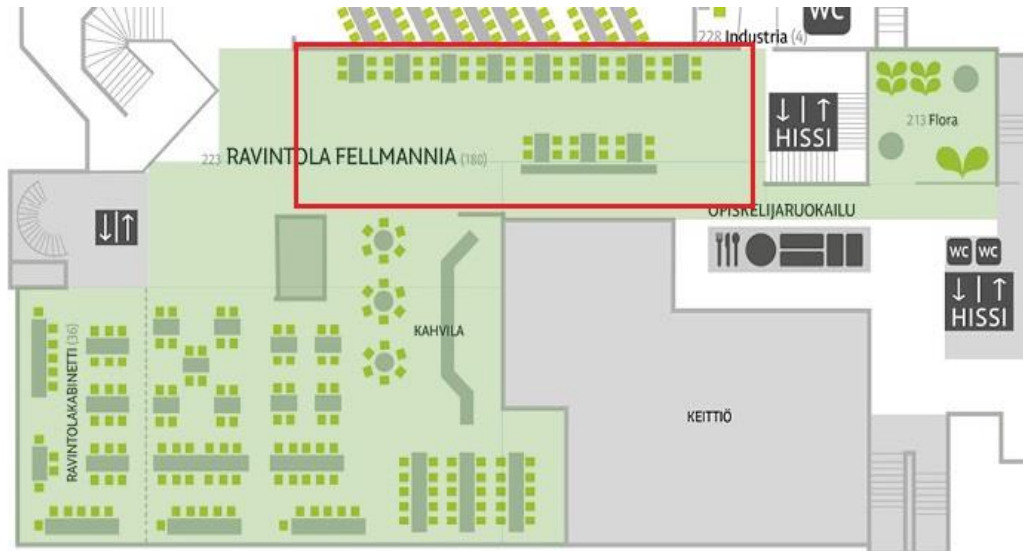 WC
228 Industria (4)
↓|↑
HISSI
213 Flora
223 RAVINTOLA FELLMANNIA (180)
↓|↑
OPISKELIJARUOKAILU
WC WC
↓|↑
HISSI
KAHVILA
RAVINTOLAKABINETTI (36)
KEITTIÖ